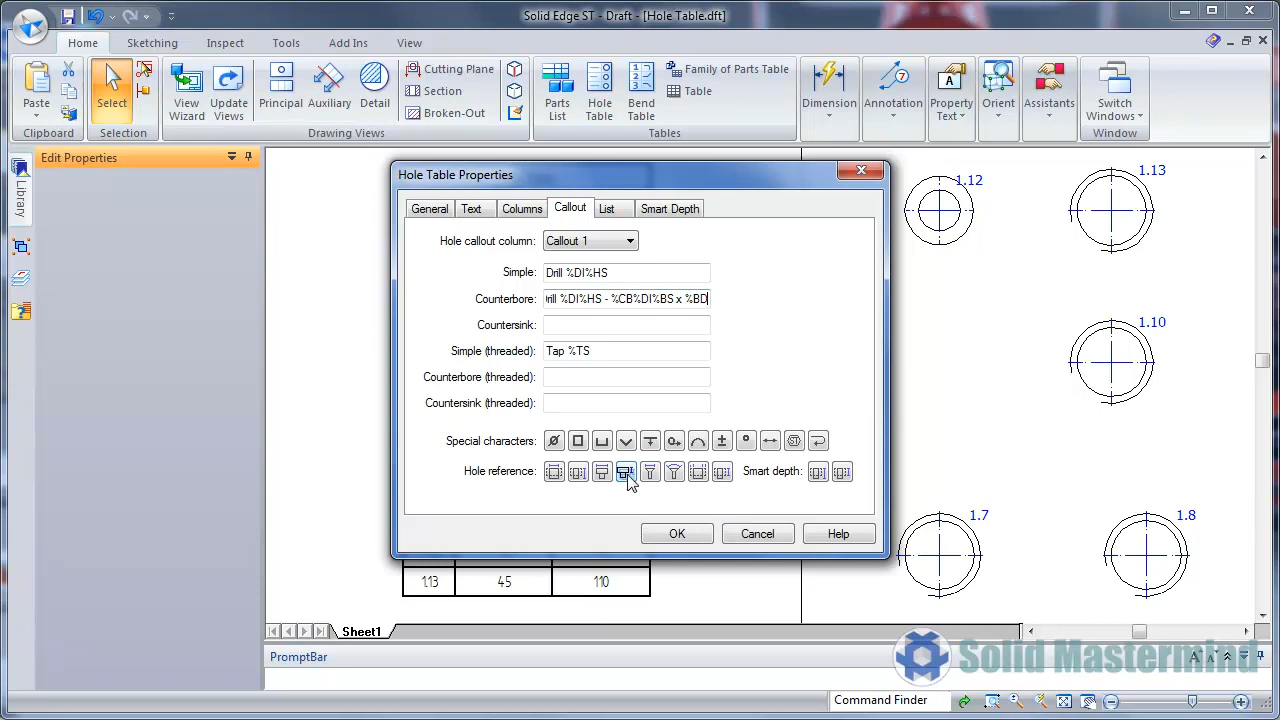 Solid Edge ST - Draft - [Hole Table.dft]
Home Sketching Inspect Tools Add Ins View
Paste
Select
View Wizard
Update Views
Principal
Auxiliary
Detail
Cutting Plane
Section
Broken-Out
Parts List
Hole Table
Bend Table
Family of Parts Table
Table
Dimension
Annotation
Property Text
Orient
Assistants
Switch Windows
Clipboard Selection Drawing Views Tables Window
Edit Properties
Library
Hole Table Properties
General Text Columns Callout List Smart Depth
Hole callout column: Callout 1
Simple: Drill %DI%HS
Counterbore: rill %DI%HS - %CB%DI%BS x %BD
Countersink:
Simple (threaded): Tap %TS
Counterbore (threaded):
Countersink (threaded):
Special characters:
Hole reference: Smart depth:
OK Cancel Help
1.12
1.13
1.10
1.7
1.8
1.13 45 110
Sheet1
PromptBar
Solid Mastermind
Command Finder